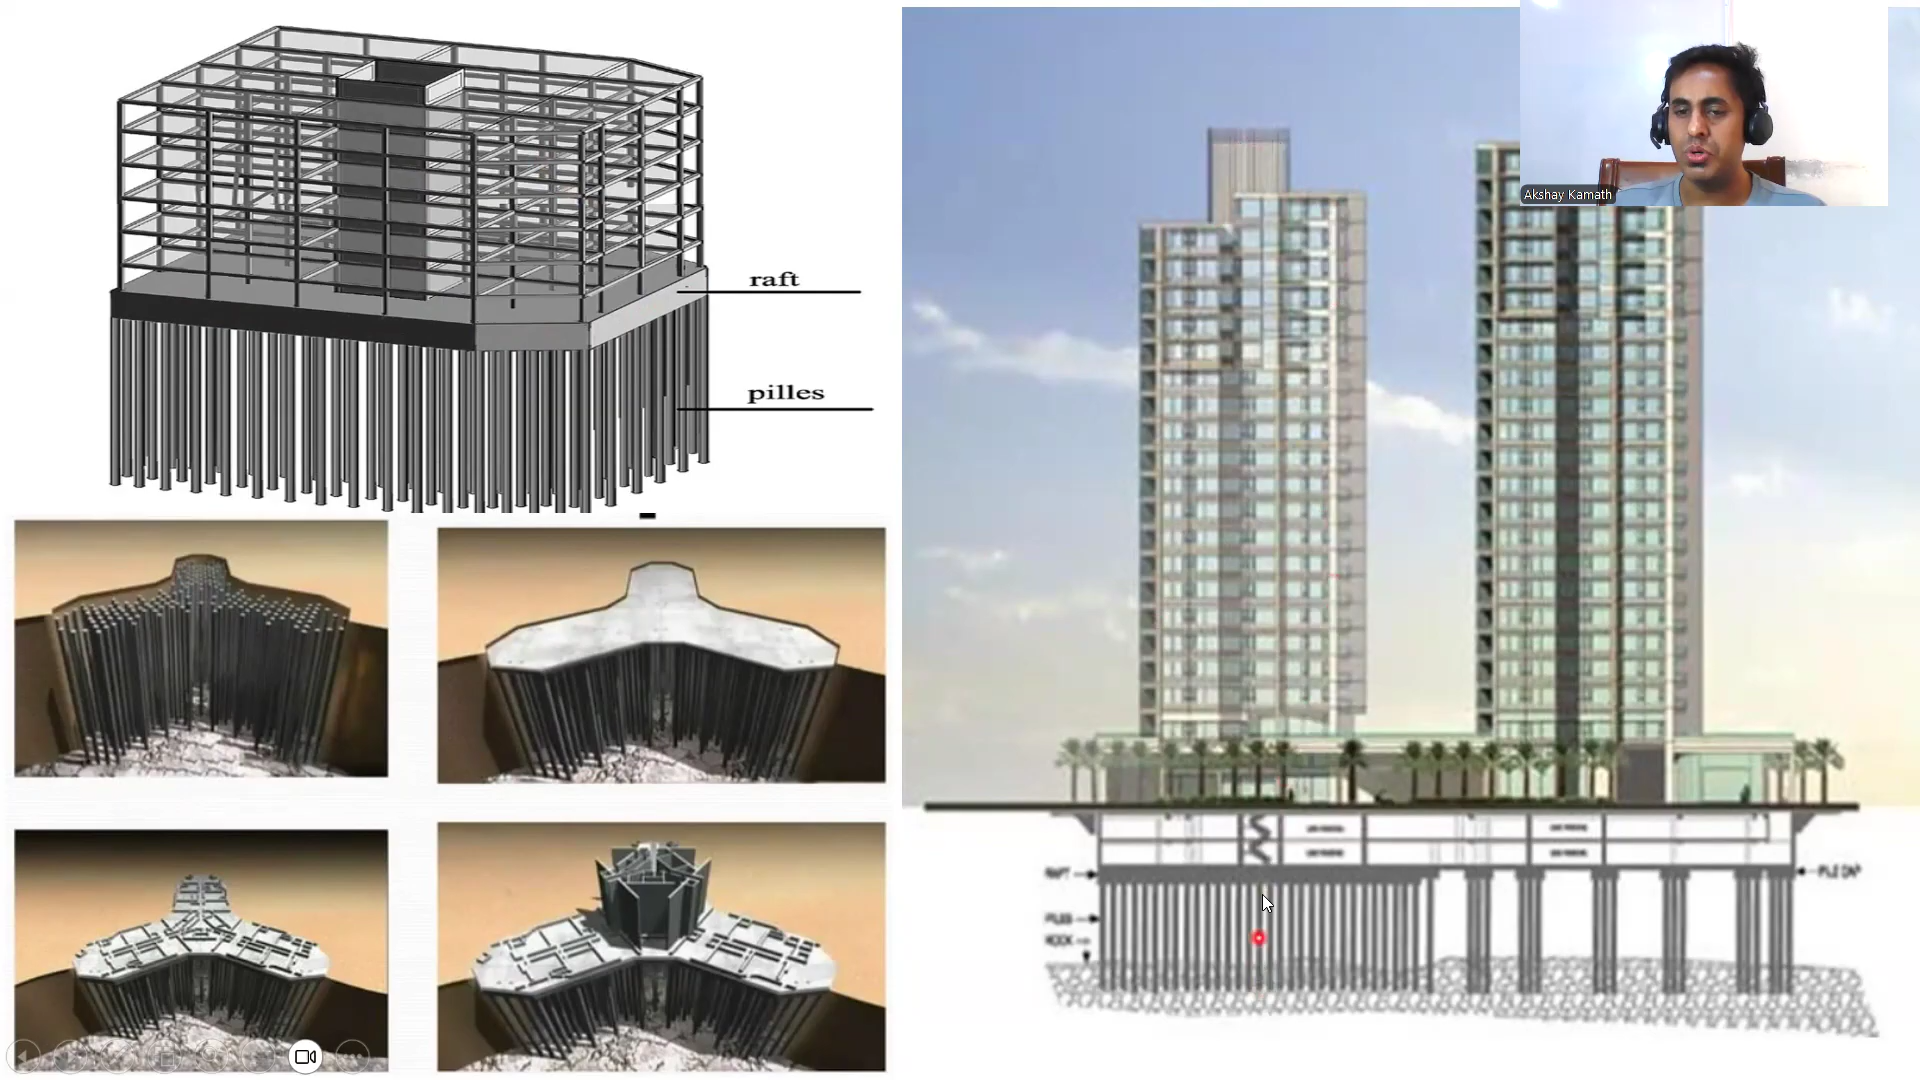 raft
pilles
Akshay Kamath
RAFT
PILES
ROCK
PILE CAP